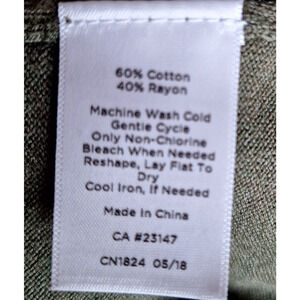 60% Cotton
40% Rayon
Machine Wash Cold
Gentle Cycle
Only Non-Chlorine
Bleach When Needed
Reshape, Lay Flat To
Dry
Cool Iron, If Needed
Made In China
CA #23147
CN1824 05/18